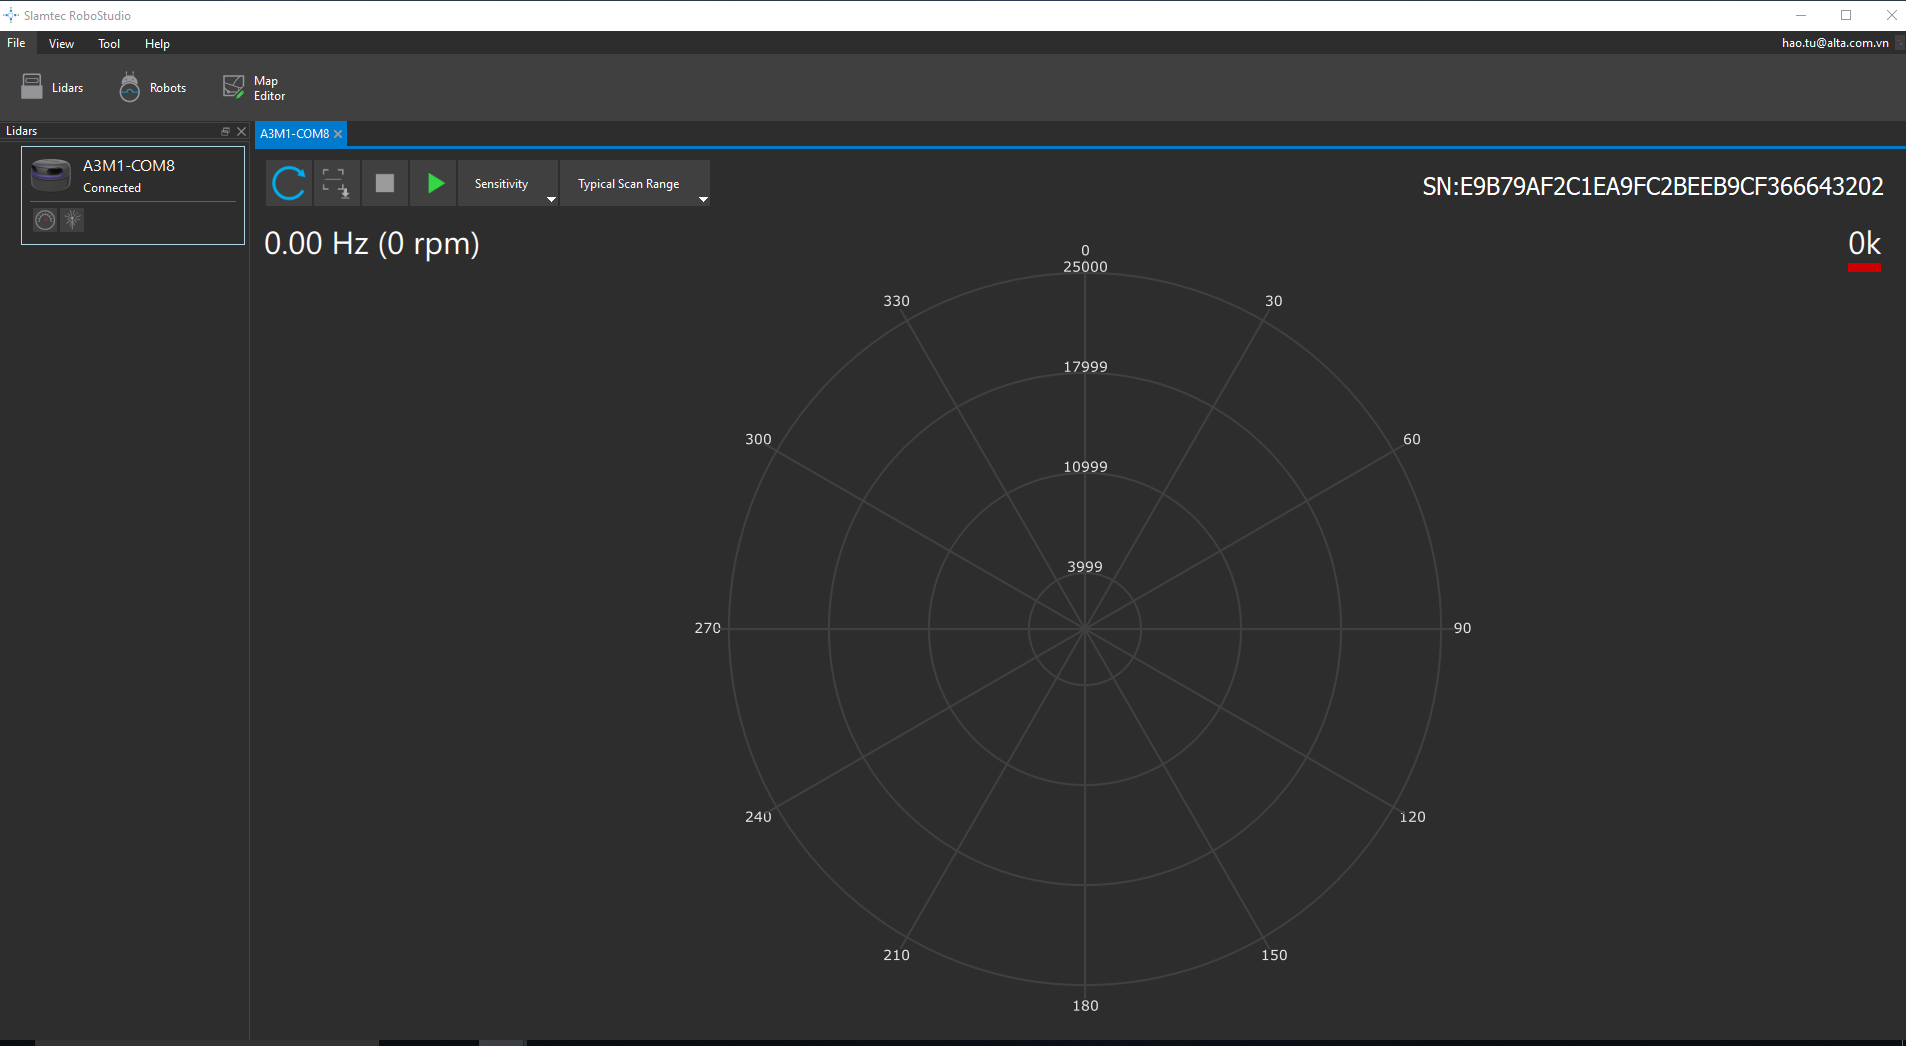 Slamtec RoboStudio
File View Tool Help
hao.tu@alta.com.vn
Lidars
Robots
Map
Editor
Lidars
A3M1-COM8
Connected
A3M1-COM8
Sensitivity
Typical Scan Range
SN:E9B79AF2C1EA9FC2BEEB9CF366643202
0.00 Hz (0 rpm)
0k
0
25000
330
30
17999
300
60
10999
3999
270
90
240
120
210
150
180